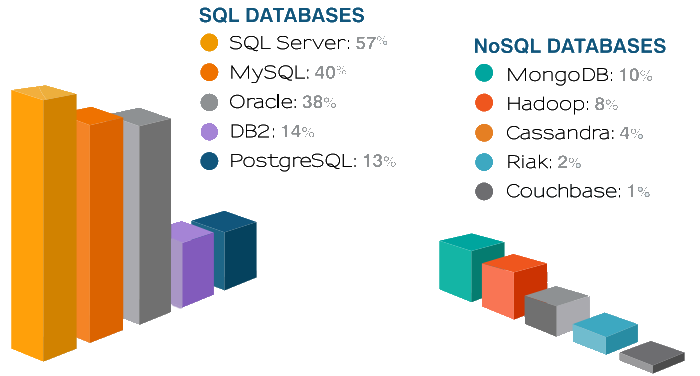 SQL DATABASES
SQL Server: 57%
MySQL: 40%
Oracle: 38%
DB2: 14%
PostgreSQL: 13%
NoSQL DATABASES
MongoDB: 10%
Hadoop: 8%
Cassandra: 4%
Riak: 2%
Couchbase: 1%